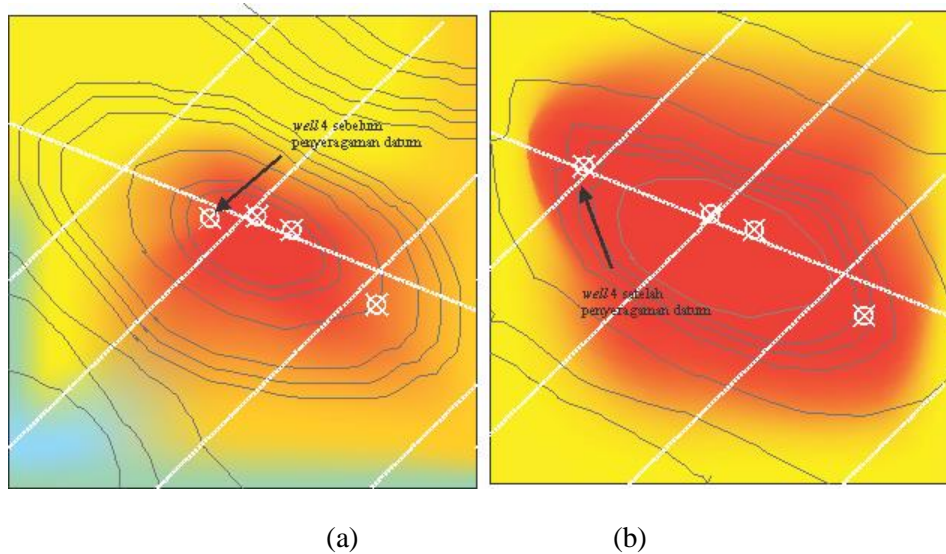 well 4 sebelum
penyeragaman datum
well 4 setelah
penyeragaman datum
(a)
(b)